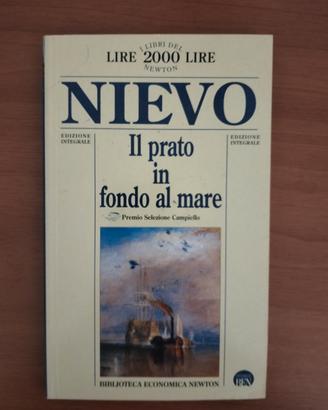 I LIBRI DEI
LIRE 2000 LIRE
NEWTON
NIEVO
EDIZIONE
INTEGRALE
EDIZIONE
INTEGRALE
Il prato
in
fondo al mare
Premio Selezione Campiello
BIBLIOTECA ECONOMICA NEWTON
BEN